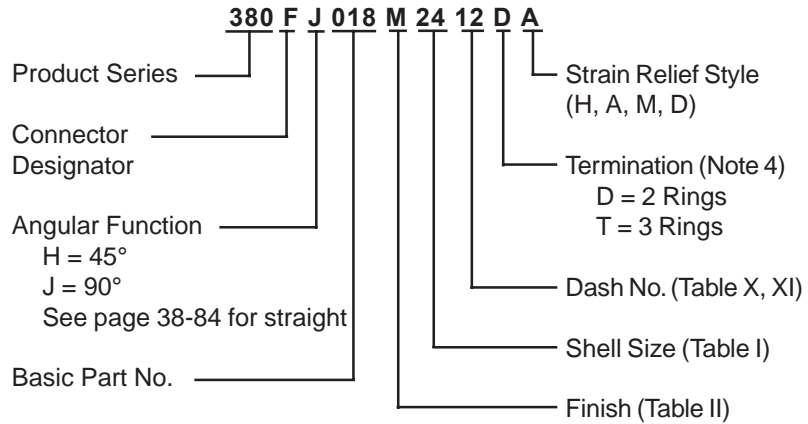 380 F J 018 M 24 12 D A
Product Series
Connector
Designator
Angular Function
H = 45°
J = 90°
See page 38-84 for straight
Basic Part No.
Strain Relief Style
(H, A, M, D)
Termination (Note 4)
D = 2 Rings
T = 3 Rings
Dash No. (Table X, XI)
Shell Size (Table I)
Finish (Table II)